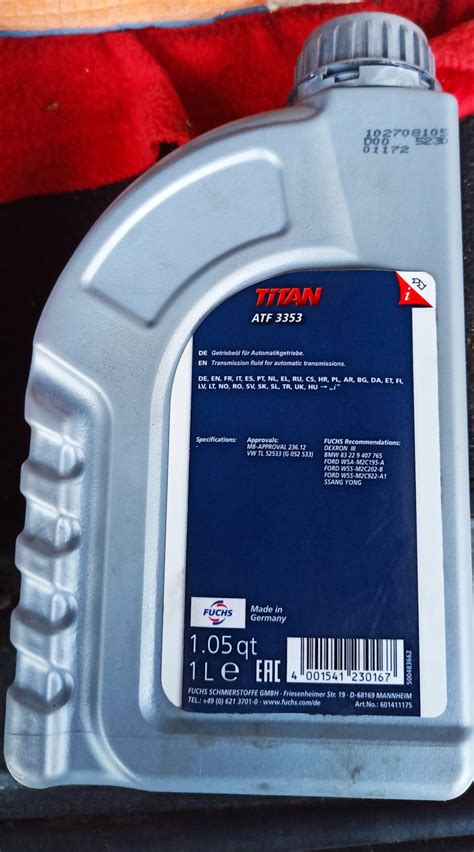 102708105
D00 5230
01172
TITAN
ATF 3353
DE Getriebeöl für Automatikgetriebe.
EN Transmission fluid for automatic transmissions.
DE, EN, FR, IT, ES, PT, NL, EL, RU, CS, HR, PL, AR, BG, DA, ET, FI,
LV, LT, NO, RO, SV, SK, SL, TR, UK, HU
Specifications:
Approvals:
MB-APPROVAL 236.12
VW TL 52533 (G 052 533)
FUCHS Recommendations:
DEXRON III
BMW 83 22 9 407 765
FORD WSA-M2C195-A
FORD WSS-M2C202-B
FORD WSS-M2C922-A1
SSANG YONG
FUCHS
Made in
Germany
1.05 qt
1 L e EAC
4 001541 230167
500483662
FUCHS SCHMIERSTOFFE GMBH · Friesenheimer Str. 19 · D-68169 MANNHEIM
TEL.: +49 (0) 621 3701-0 · www.fuchs.com/de
Art.No.: 601411175